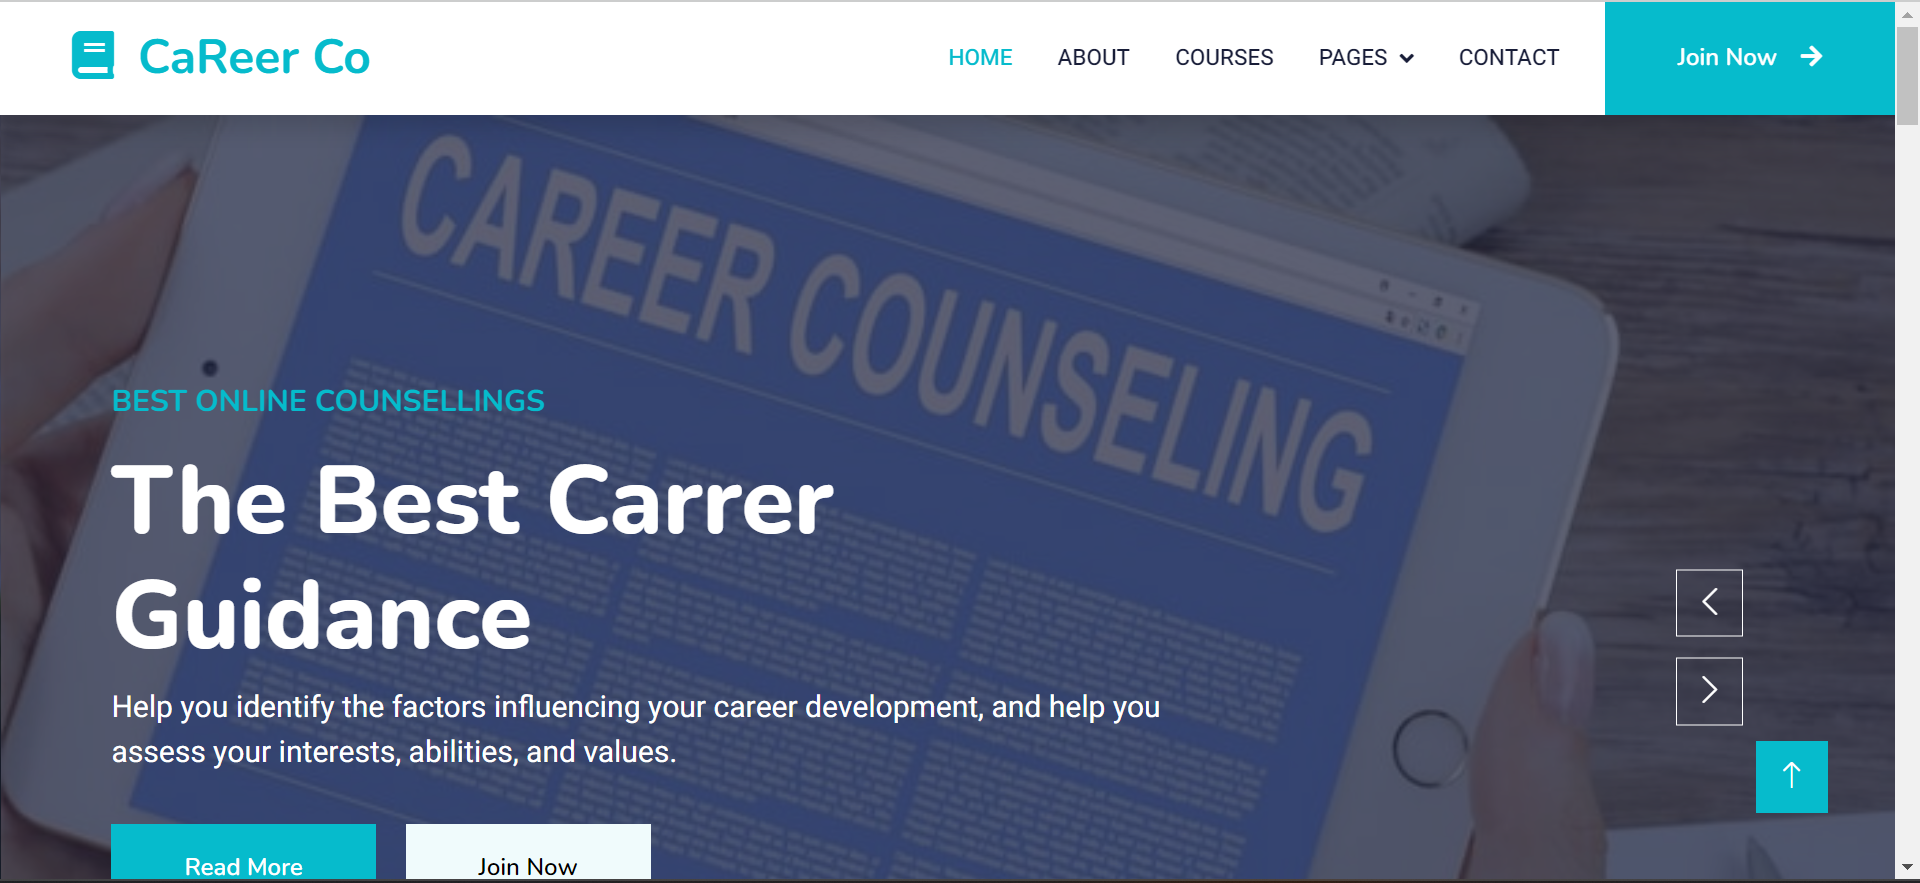 CaReer Co
HOME ABOUT COURSES PAGES CONTACT
Join Now
CAREER COUNSELING
BEST ONLINE COUNSELLINGS
The Best Carrer
Guidance
Help you identify the factors influencing your career development, and help you
assess your interests, abilities, and values.
Read More
Join Now